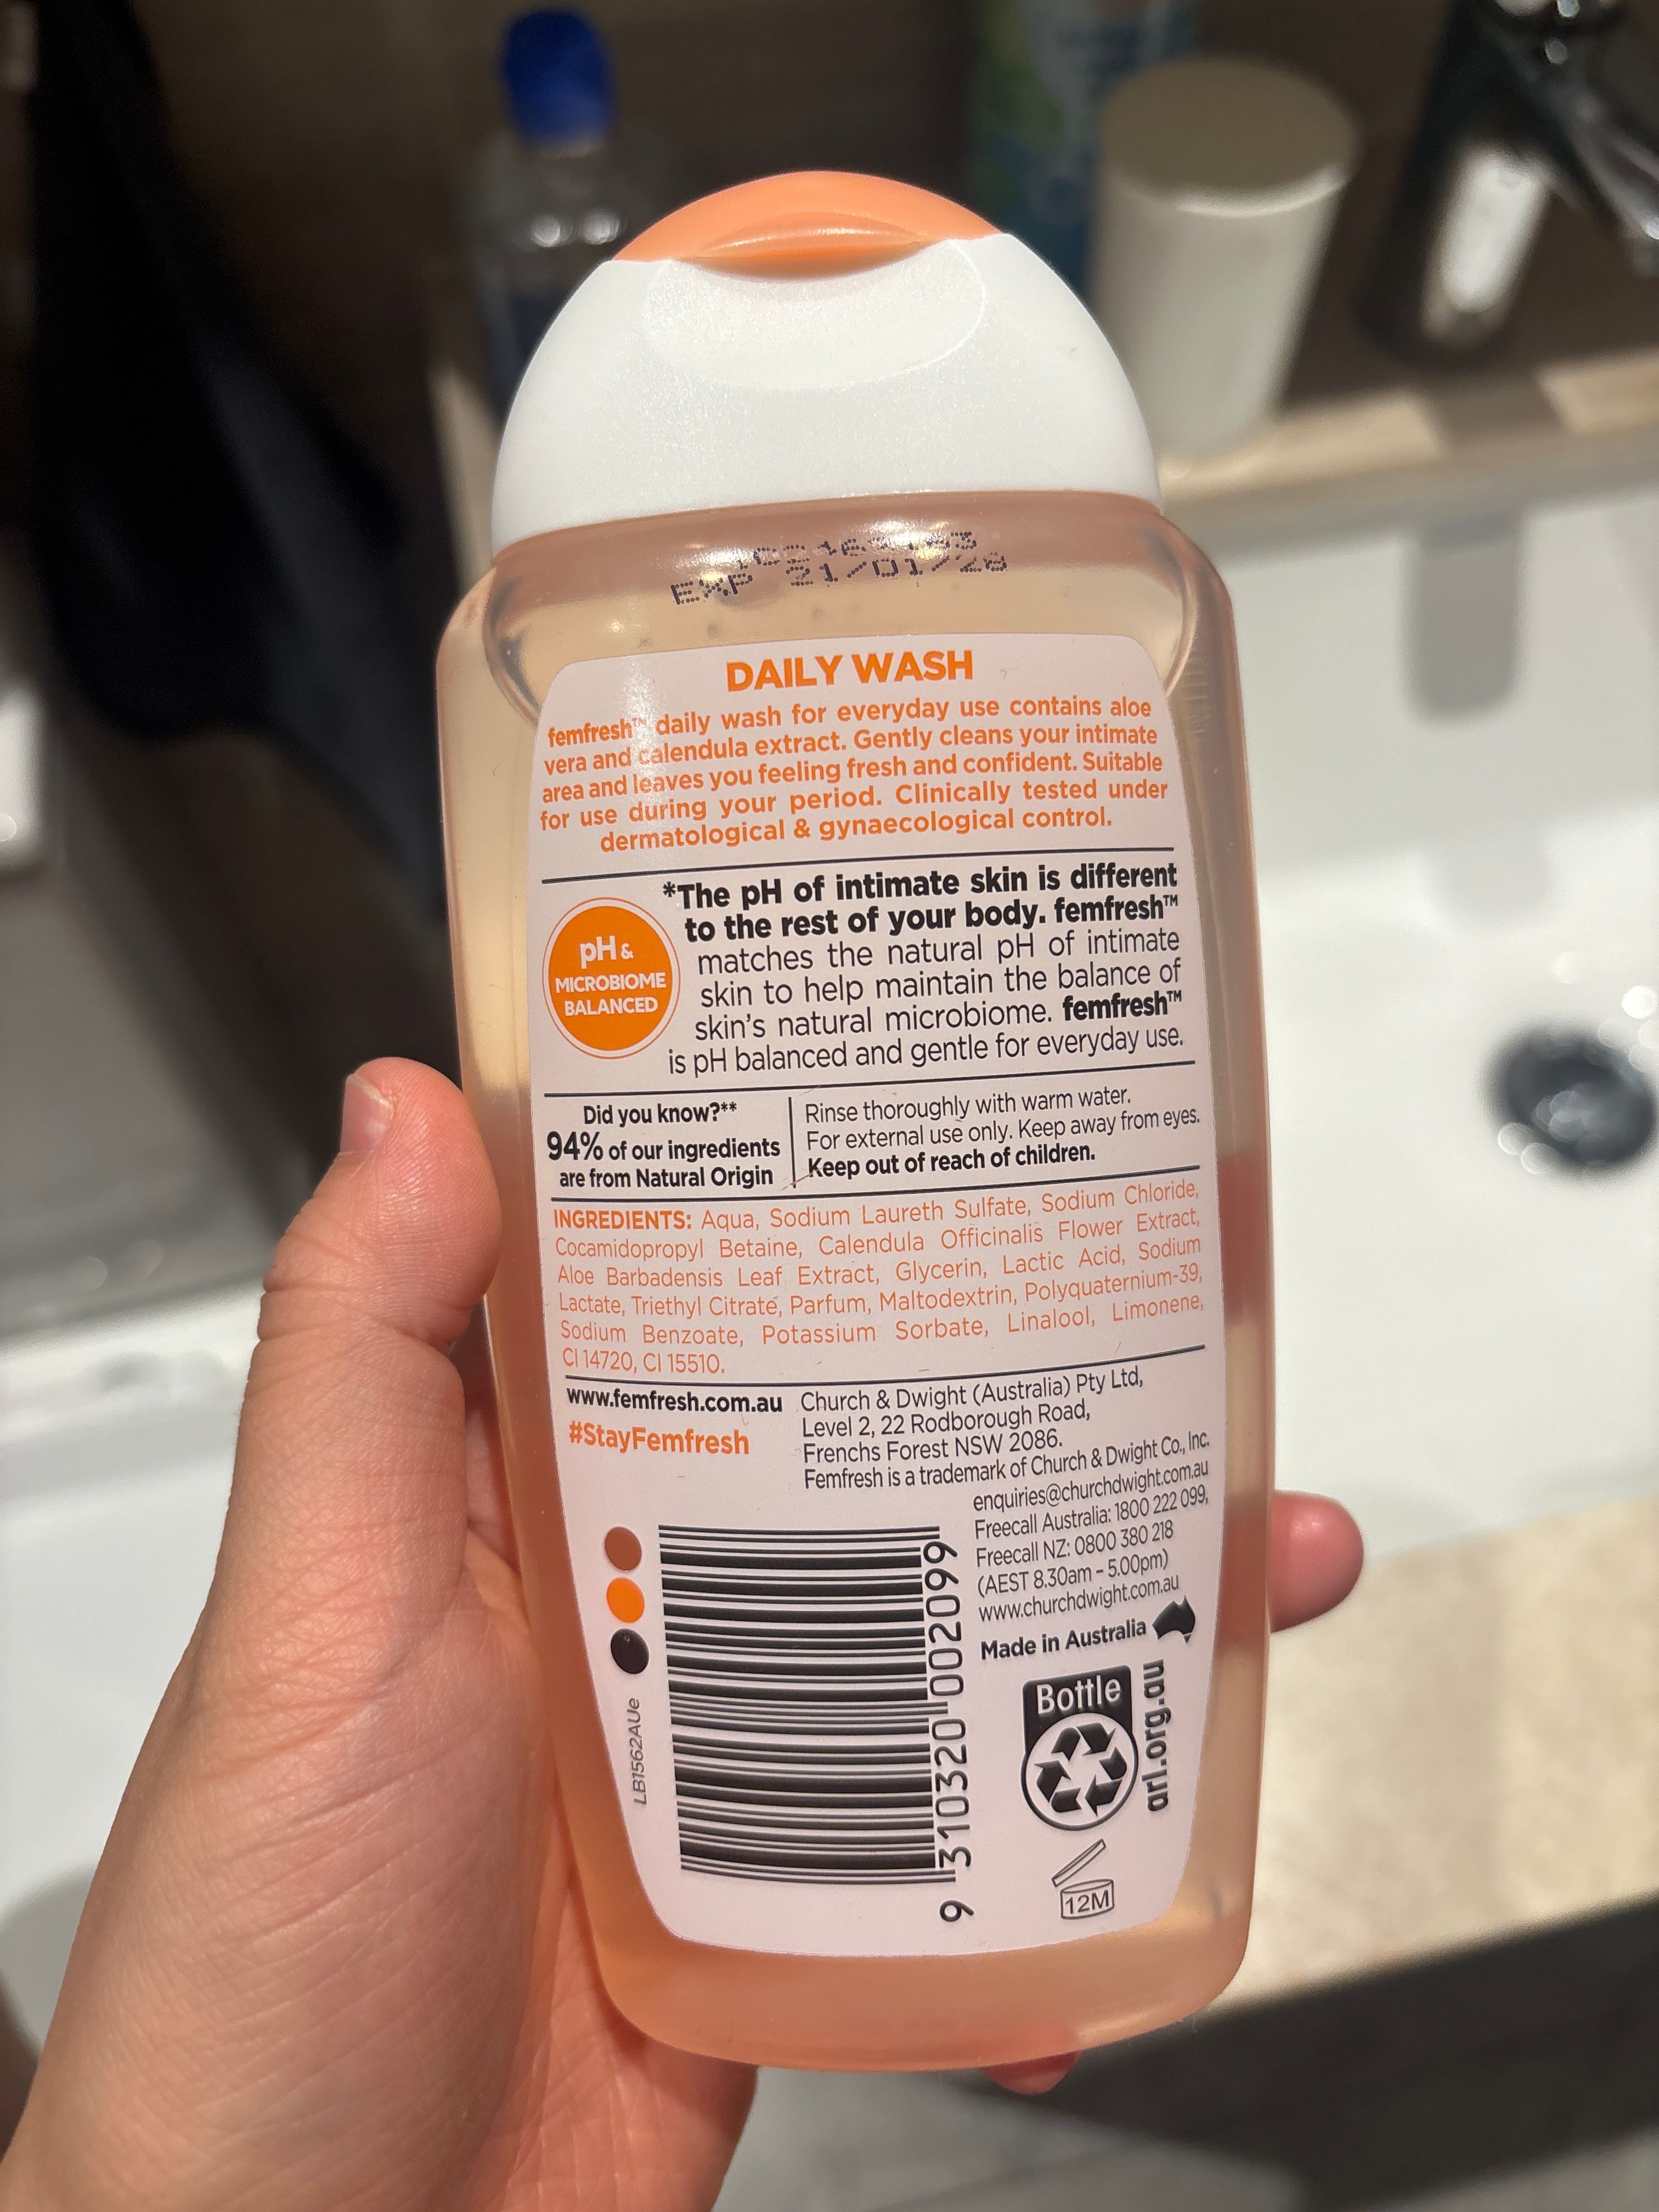 EXP 21/01/28
DAILY WASH
femfresh™ daily wash for everyday use contains aloe
vera and calendula extract. Gently cleans your intimate
area and leaves you feeling fresh and confident. Suitable
for use during your period. Clinically tested under
dermatological & gynaecological control.
pH &
MICROBIOME
BALANCED
*The pH of intimate skin is different
to the rest of your body. femfresh™
matches the natural pH of intimate
skin to help maintain the balance of
skin's natural microbiome. femfresh™
is pH balanced and gentle for everyday use.
Did you know?**
94% of our ingredients
are from Natural Origin
Rinse thoroughly with warm water.
For external use only. Keep away from eyes.
Keep out of reach of children.
INGREDIENTS: Aqua, Sodium Laureth Sulfate, Sodium Chloride,
Cocamidopropyl Betaine, Calendula Officinalis Flower Extract,
Aloe Barbadensis Leaf Extract, Glycerin, Lactic Acid, Sodium
Lactate, Triethyl Citrate, Parfum, Maltodextrin, Polyquaternium-39,
Sodium Benzoate, Potassium Sorbate, Linalool, Limonene,
CI 14720, CI 15510.
www.femfresh.com.au
#StayFemfresh
Church & Dwight (Australia) Pty Ltd,
Level 2, 22 Rodborough Road,
Frenchs Forest NSW 2086.
Femfresh is a trademark of Church & Dwight Co., Inc.
enquiries@churchdwight.com.au
Freecall Australia: 1800 222 099,
Freecall NZ: 0800 380 218
(AEST 8.30am - 5.00pm)
www.churchdwight.com.au
Made in Australia
LB1562AUe
9 310320 002099
Bottle
arl.org.au
12M